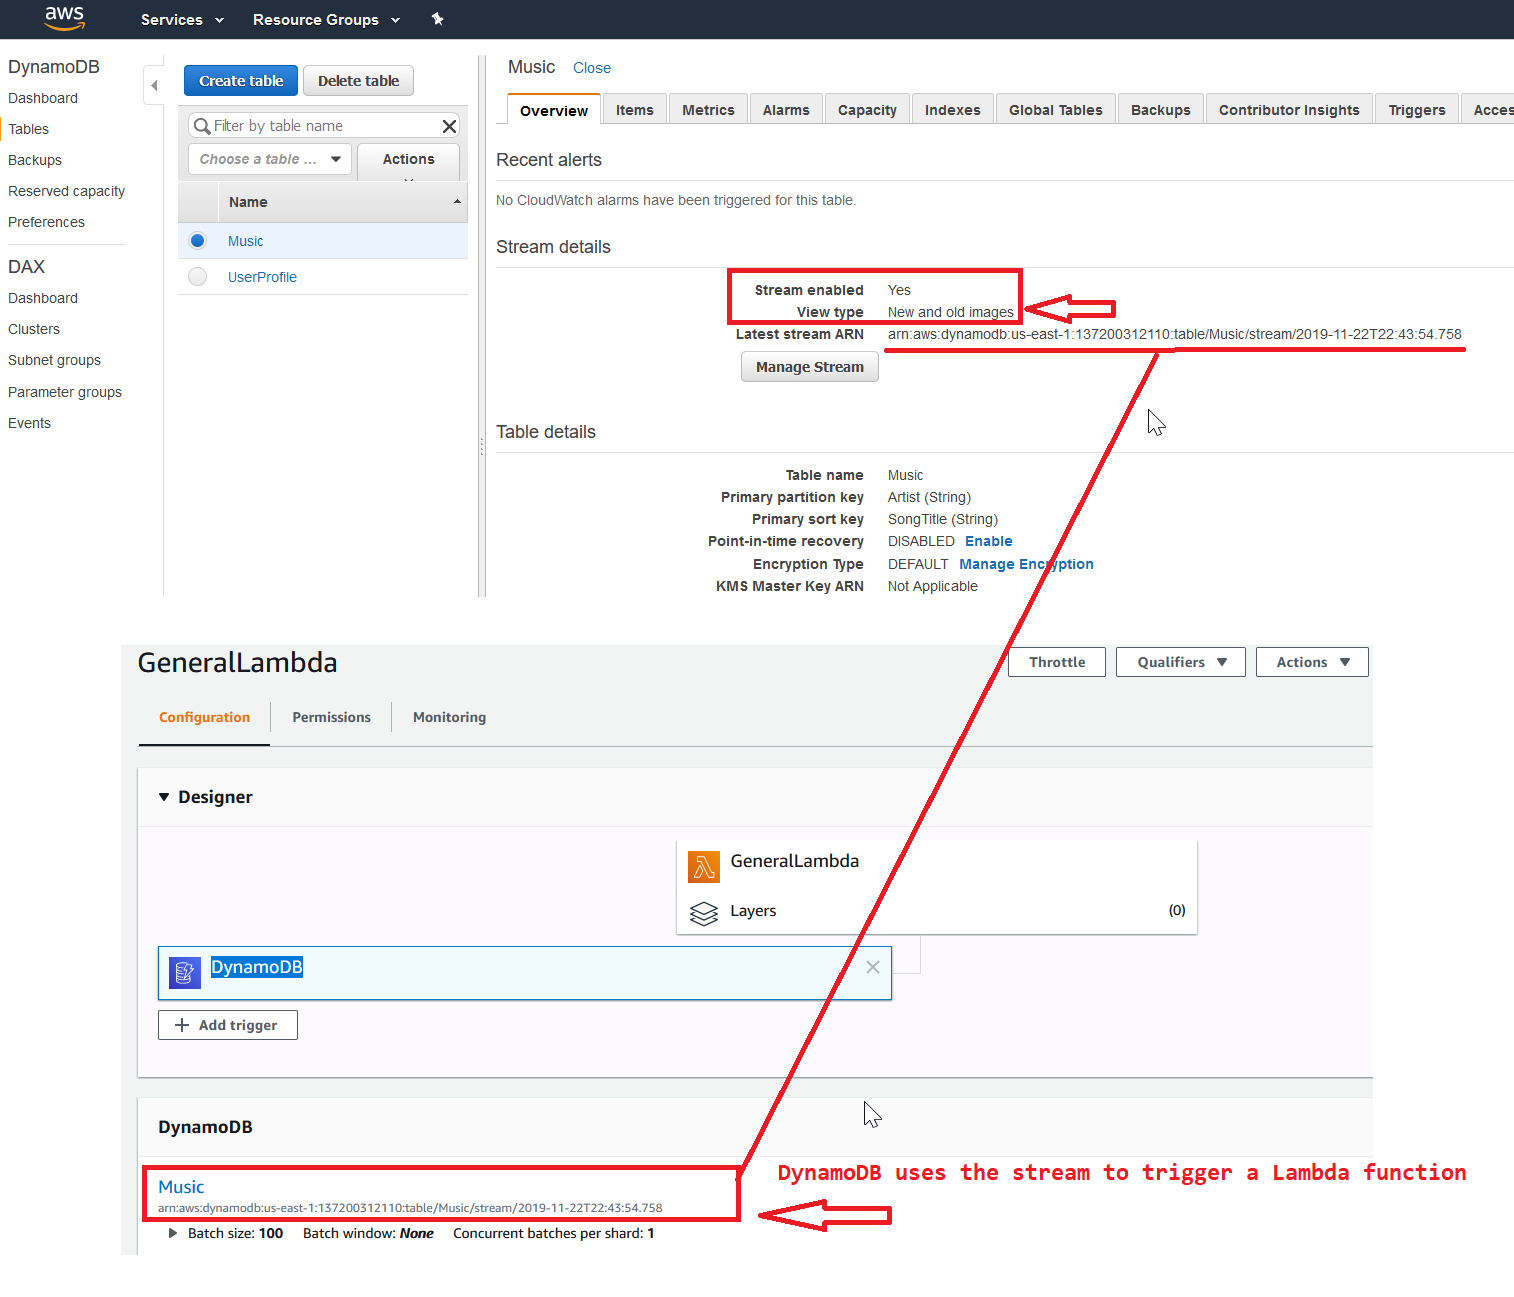 aws Services Resource Groups
DynamoDB
Dashboard
Tables
Backups
Reserved capacity
Preferences
DAX
Dashboard
Clusters
Subnet groups
Parameter groups
Events
Create table Delete table
Filter by table name
Choose a table ... Actions
Name
Music
UserProfile
Music Close
Overview Items Metrics Alarms Capacity Indexes Global Tables Backups Contributor Insights Triggers Acces
Recent alerts
No CloudWatch alarms have been triggered for this table.
Stream details
Stream enabled Yes
View type New and old images
Latest stream ARN arn:aws:dynamodb:us-east-1:137200312110:table/Music/stream/2019-11-22T22:43:54.758
Manage Stream
Table details
Table name Music
Primary partition key Artist (String)
Primary sort key SongTitle (String)
Point-in-time recovery DISABLED Enable
Encryption Type DEFAULT Manage Encryption
KMS Master Key ARN Not Applicable
GeneralLambda Throttle Qualifiers Actions
Configuration Permissions Monitoring
Designer
GeneralLambda
Layers (0)
DynamoDB
Add trigger
DynamoDB
DynamoDB uses the stream to trigger a Lambda function
Music
arn:aws:dynamodb:us-east-1:137200312110:table/Music/stream/2019-11-22T22:43:54.758
Batch size: 100 Batch window: None Concurrent batches per shard: 1